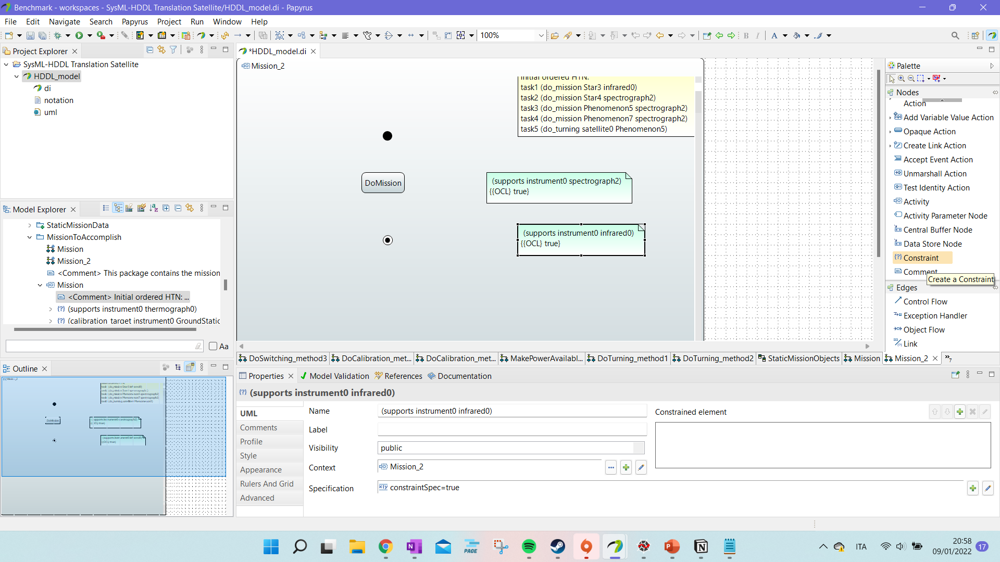 Benchmark - workspaces - SysML-HDDL Translation Satellite/HDDL_model.di - Papyrus
File Edit Navigate Search Papyrus Project Run Window Help
100%
B I A
Project Explorer
SysML-HDDL Translation Satellite
HDDL_model
di
notation
uml
Model Explorer
StaticMissionData
MissionToAccomplish
Mission
Mission_2
<Comment> This package contains the mission
Mission
<Comment> Initial ordered HTN: ...
(supports instrument0 thermograph0)
(calibration_target instrument0 GroundStatic
Aa
Outline
*HDDL_model.di
Mission_2
Initial ordered HTN:
task1 (do_mission Star3 infrared0)
task2 (do_mission Star4 spectrograph2)
task3 (do_mission Phenomenon5 spectrograph2)
task4 (do_mission Phenomenon7 spectrograph2)
task5 (do_turning satellite0 Phenomenon5)
DoMission
(supports instrument0 spectrograph2)
{{OCL} true}
(supports instrument0 infrared0)
{{OCL} true}
Palette
Nodes
Action
Add Variable Value Action
Opaque Action
Create Link Action
Accept Event Action
Unmarshall Action
Test Identity Action
Activity
Activity Parameter Node
Central Buffer Node
Data Store Node
Constraint
Comment
Create a Constraint
Edges
Control Flow
Exception Handler
Object Flow
Link
DoSwitching_method3 DoCalibration_met... DoCalibration_met... MakePowerAvailabl... DoTurning_method1 DoTurning_method2 StaticMissionObjects Mission Mission_2 »7
Properties Model Validation References Documentation
(supports instrument0 infrared0)
UML
Comments
Profile
Style
Appearance
Rulers And Grid
Advanced
Name (supports instrument0 infrared0)
Label
Visibility public
Context Mission_2
Specification constraintSpec=true
Constrained element
PAGE
ITA
20:58
09/01/2022
17